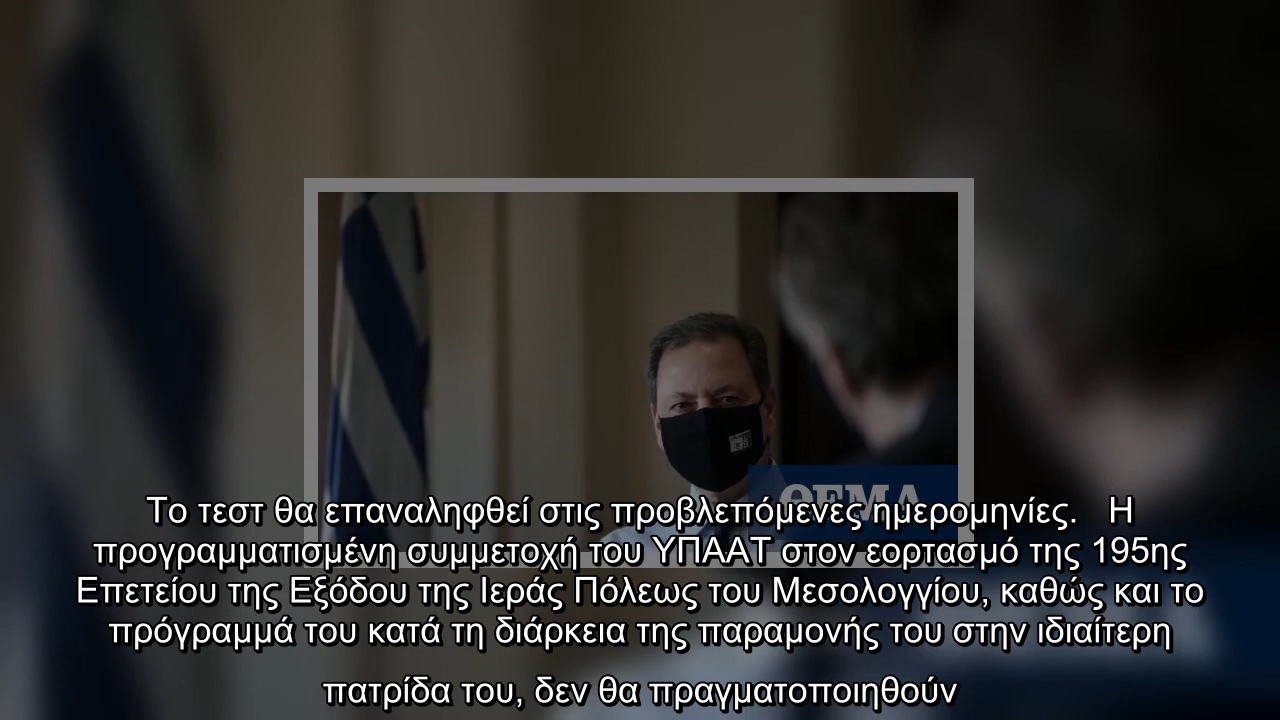 ΘΕΜΑ
Το τεστ θα επαναληφθεί στις προβλεπόμενες ημερομηνίες.   Η
προγραμματισμένη συμμετοχή του ΥΠΑΑΤ στον εορτασμό της 195ης
Επετείου της Εξόδου της Ιεράς Πόλεως του Μεσολογγίου, καθώς και το
πρόγραμμά του κατά τη διάρκεια της παραμονής του στην ιδιαίτερη
πατρίδα του, δεν θα πραγματοποιηθούν